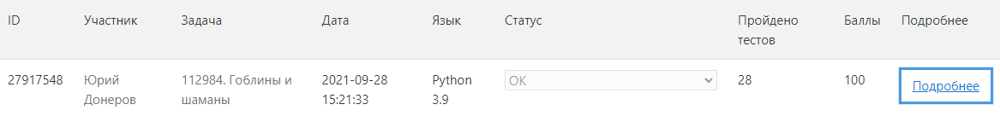 ID Участник Задача Дата Язык Статус Пройдено тестов Баллы Подробнее
27917548 Юрий Донеров 112984. Гоблины и шаманы 2021-09-28 15:21:33 Python 3.9 OK 28 100 Подробнее